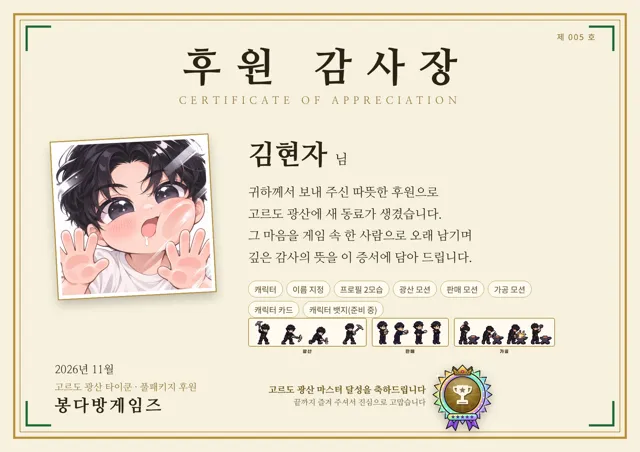 제 005 호
후원 감사장
CERTIFICATE OF APPRECIATION
김현자 님
귀하께서 보내 주신 따뜻한 후원으로
고르도 광산에 새 동료가 생겼습니다.
그 마음을 게임 속 한 사람으로 오래 남기며
깊은 감사의 뜻을 이 증서에 담아 드립니다.
캐릭터 이름 지정 프로필 2모습 광산 모션 판매 모션 가공 모션
캐릭터 카드 캐릭터 뱃지(준비 중)
광산 판매 가공
2026년 11월
고르도 광산 타이쿤 · 풀패키지 후원
봉다방게임즈
고르도 광산 마스터 달성을 축하드립니다
끝까지 즐겨 주셔서 진심으로 고맙습니다